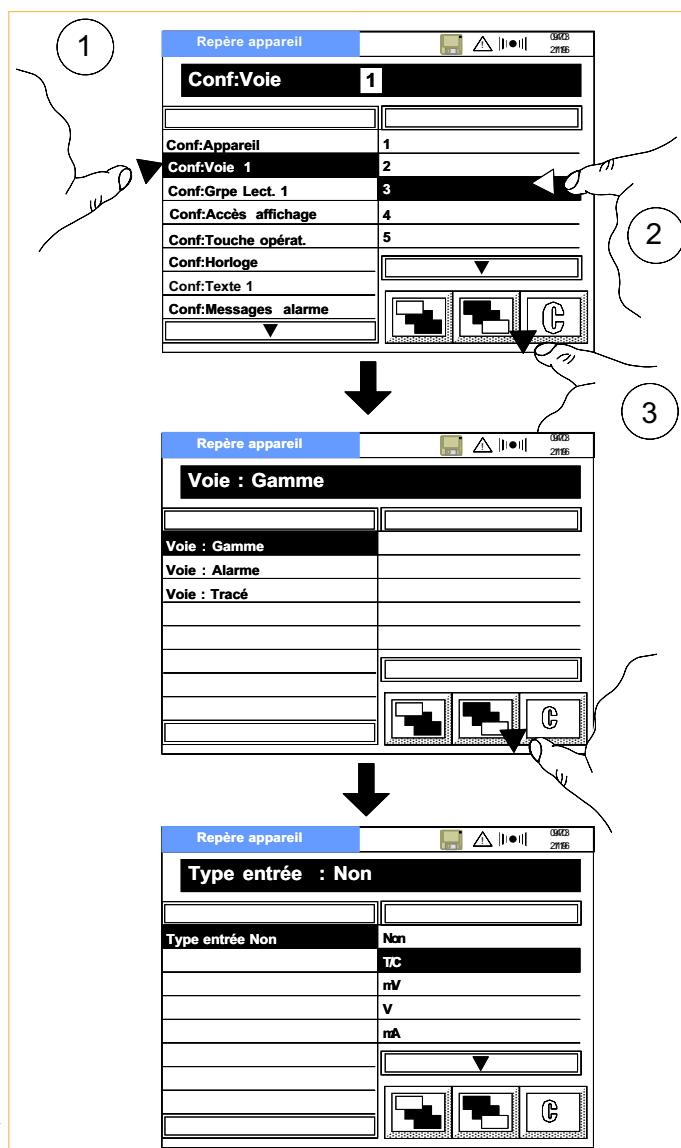 1
Repère appareil
Conf:Voie 1
Conf:Appareil 1
Conf:Voie 1 2
Conf:Grpe Lect. 1 3
Conf:Accès affichage 4
Conf:Touche opérat. 5
Conf:Horloge
Conf:Texte 1
Conf:Messages alarme
C
2
3
Repère appareil
Voie : Gamme
Voie : Gamme
Voie : Alarme
Voie : Tracé
C
Repère appareil
Type entrée : Non
Type entrée Non Non
T/C
mV
V
mA
C